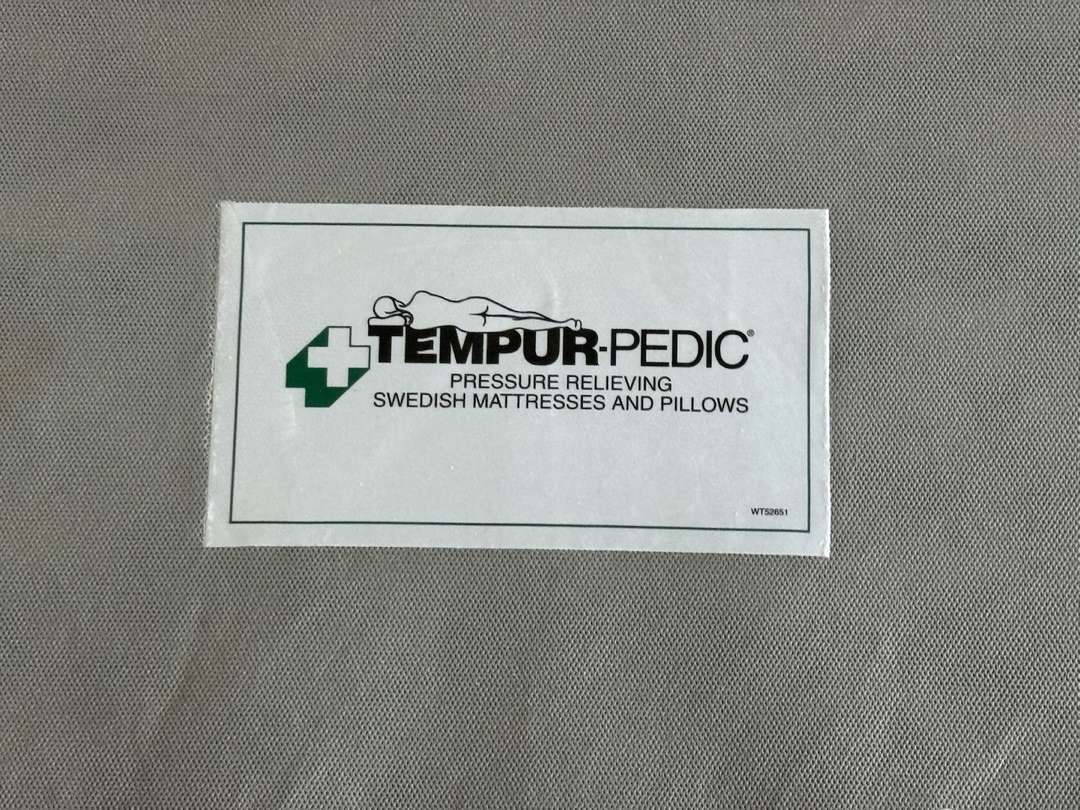 TEMPUR-PEDIC®
PRESSURE RELIEVING
SWEDISH MATTRESSES AND PILLOWS
WT52651